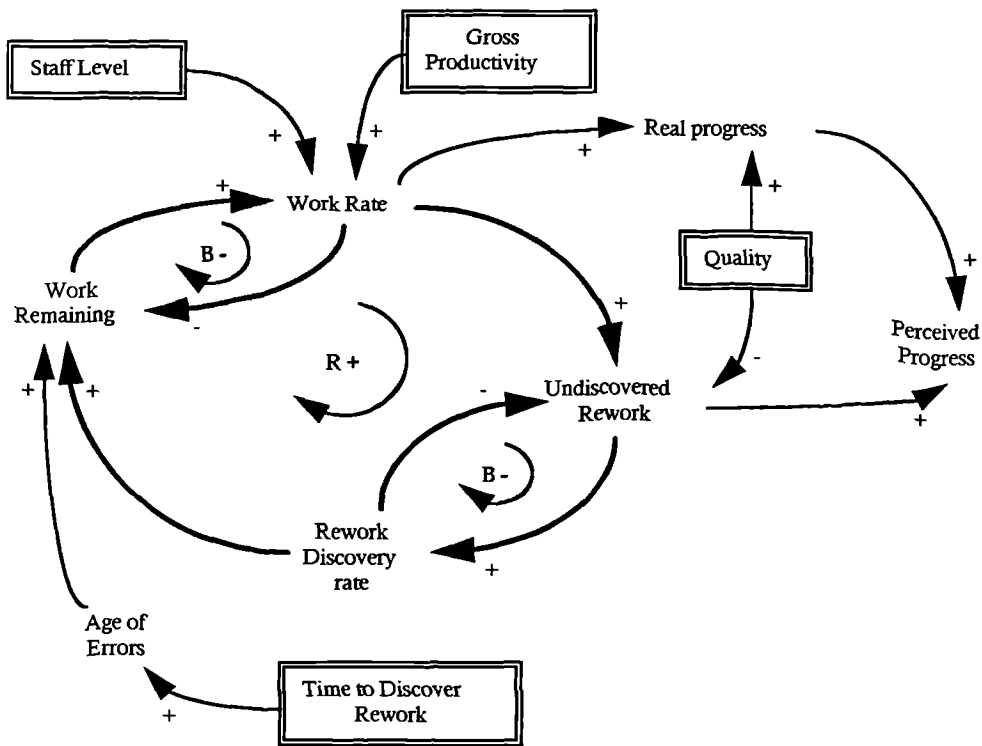 Gross
Productivity
Staff Level
+
+
Real progress
+
+
Work Rate
+
B -
Quality
+
Work
Remaining
-
+
R +
-
Perceived
Progress
+
+
-
Undiscovered
Rework
+
B -
Rework
Discovery
rate
+
Age of
Errors
Time to Discover
Rework
+